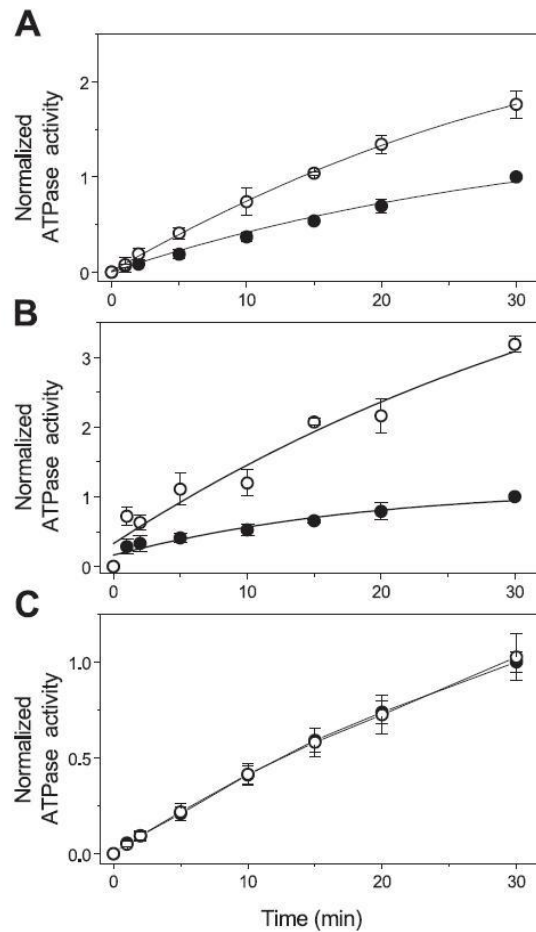 A
Normalized
ATPase activity
2
1
0
0
10
20
30
B
Normalized
ATPase activity
3
2
1
0
0
10
20
30
C
Normalized
ATPase activity
1.0
0.5
0.0
0
10
20
30
Time (min)